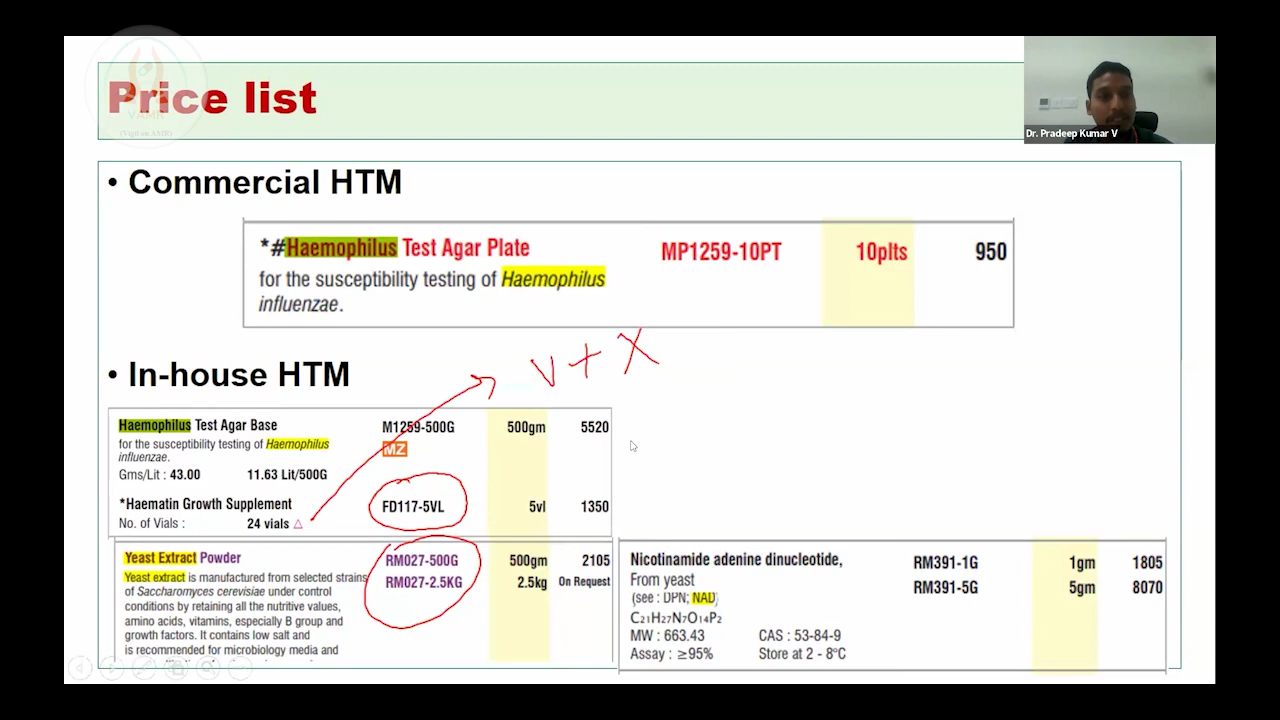 Price list
VAMR
(Vigil on AMR)
Dr. Pradeep Kumar V
• Commercial HTM
*#Haemophilus Test Agar Plate MP1259-10PT 10plts 950
for the susceptibility testing of Haemophilus
influenzae.
V + X
• In-house HTM
Haemophilus Test Agar Base M1259-500G 500gm 5520
for the susceptibility testing of Haemophilus MZ
influenzae.
Gms/Lit : 43.00 11.63 Lit/500G
*Haematin Growth Supplement FD117-5VL 5vl 1350
No. of Vials : 24 vials △
Yeast Extract Powder RM027-500G 500gm 2105
Yeast extract is manufactured from selected strains RM027-2.5KG 2.5kg On Request
of Saccharomyces cerevisiae under control
conditions by retaining all the nutritive values,
amino acids, vitamins, especially B group and
growth factors. It contains low salt and
is recommended for microbiology media and
Nicotinamide adenine dinucleotide, RM391-1G 1gm 1805
From yeast RM391-5G 5gm 8070
(see : DPN; NAD)
C₂₁H₂₇N₇O₁₄P₂
MW : 663.43 CAS : 53-84-9
Assay : ≥95% Store at 2 - 8°C